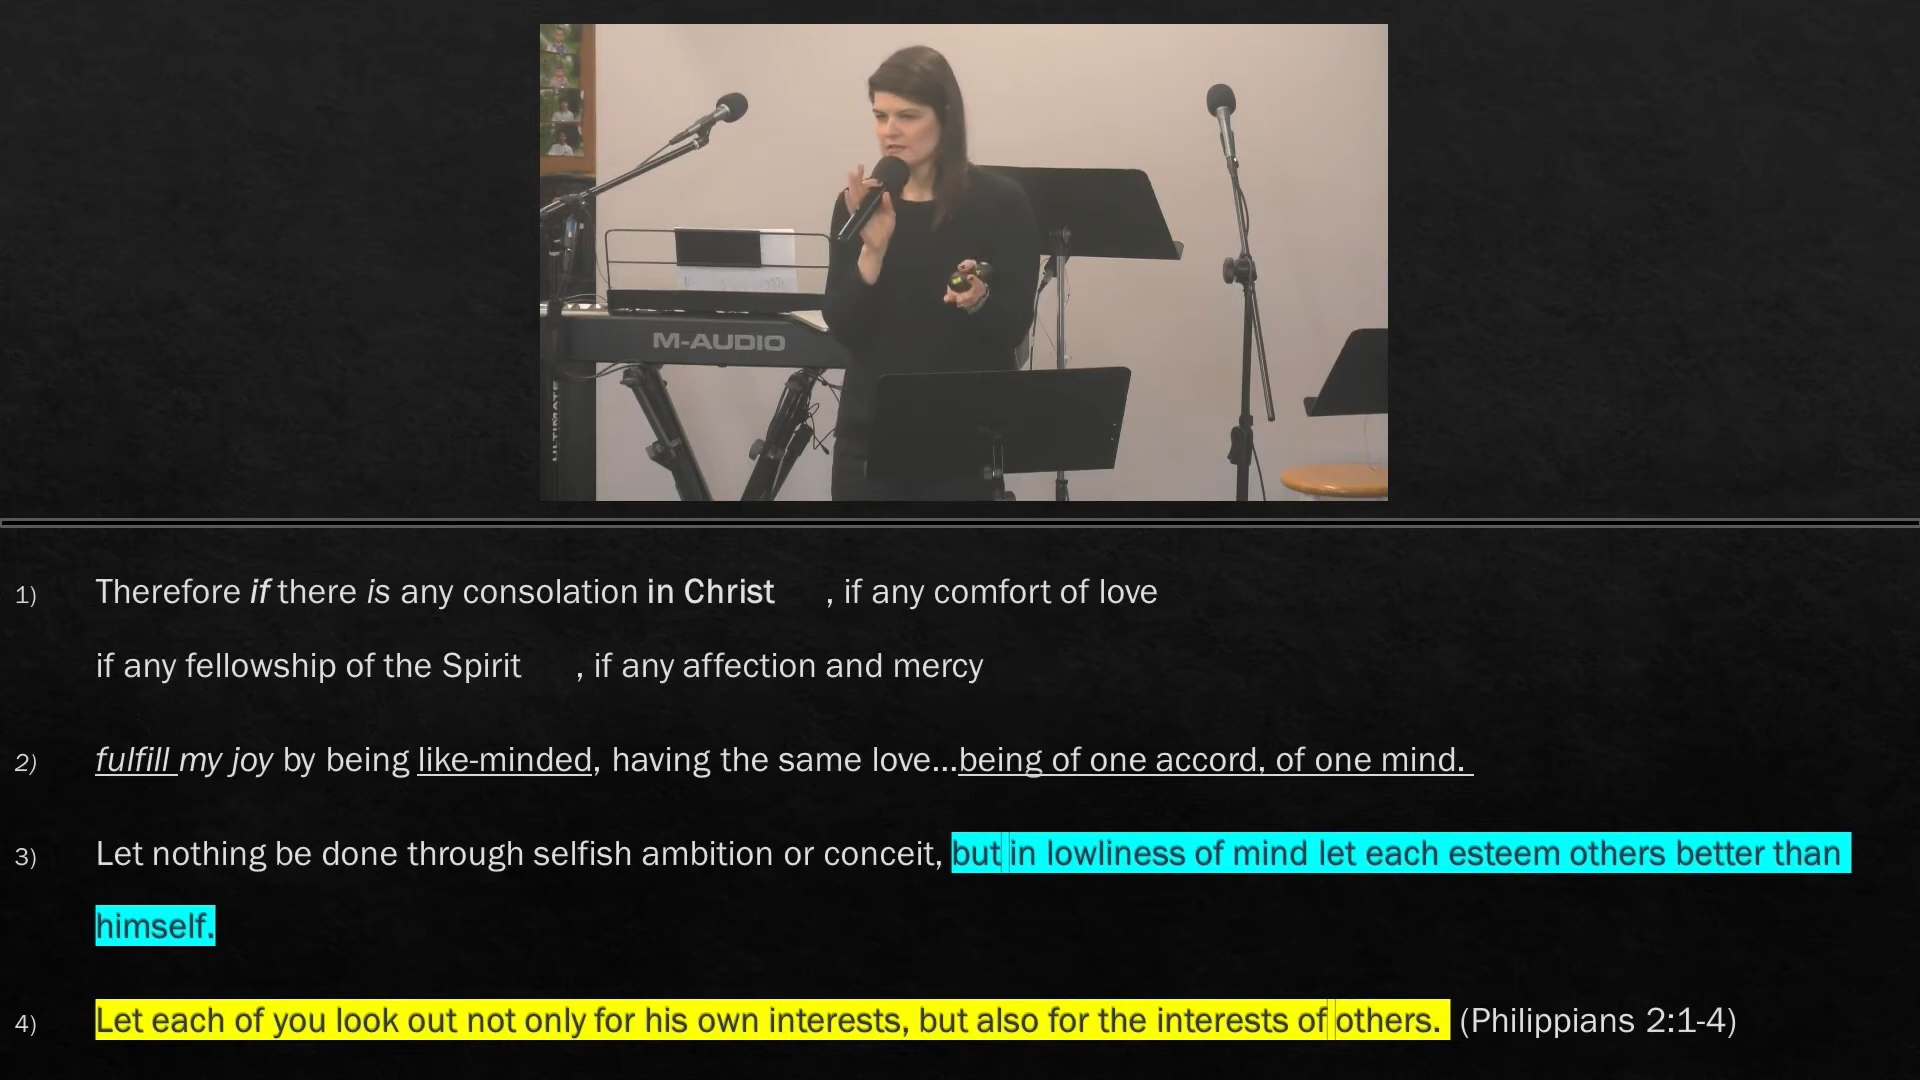 M-AUDIO
ULTIMATE
1) Therefore if there is any consolation in Christ , if any comfort of love
if any fellowship of the Spirit , if any affection and mercy
2) fulfill my joy by being like-minded, having the same love...being of one accord, of one mind.
3) Let nothing be done through selfish ambition or conceit, but in lowliness of mind let each esteem others better than
himself.
4) Let each of you look out not only for his own interests, but also for the interests of others. (Philippians 2:1-4)